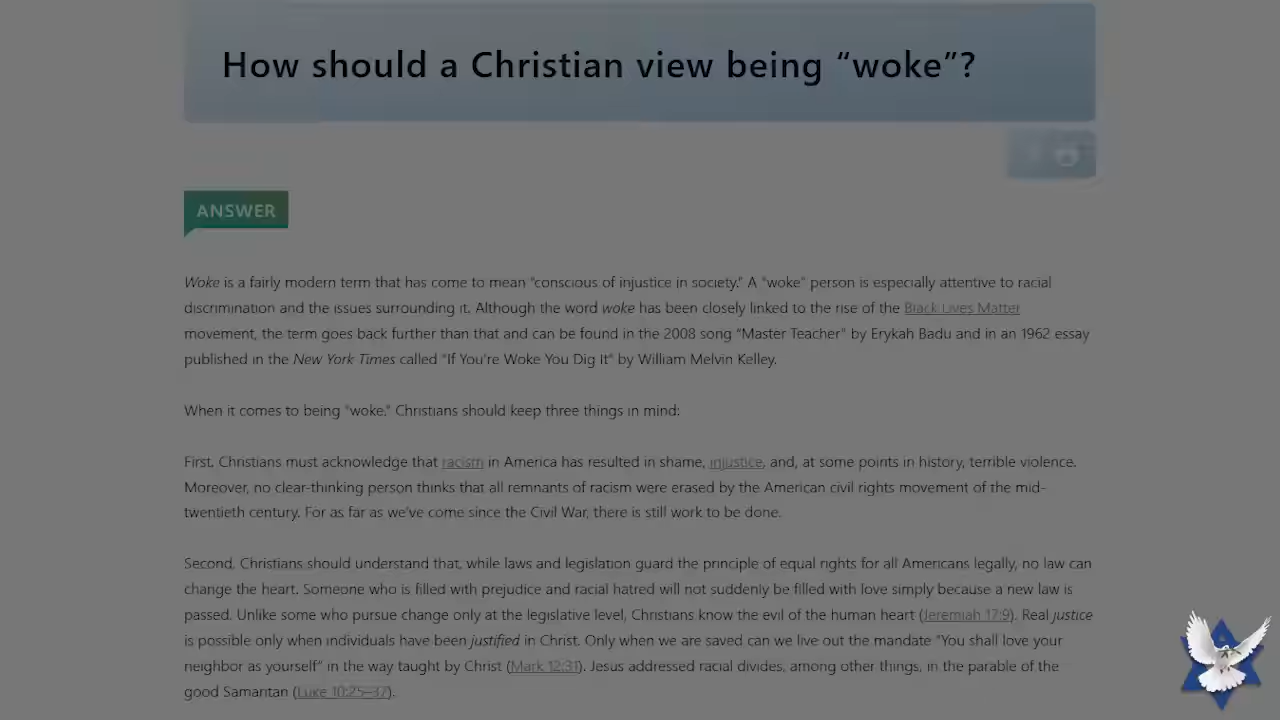 How should a Christian view being “woke”?
ANSWER
Woke is a fairly modern term that has come to mean “conscious of injustice in society.” A “woke” person is especially attentive to racial
discrimination and the issues surrounding it. Although the word woke has been closely linked to the rise of the Black Lives Matter
movement, the term goes back further than that and can be found in the 2008 song “Master Teacher” by Erykah Badu and in an 1962 essay
published in the New York Times called “If You’re Woke You Dig It” by William Melvin Kelley.
When it comes to being “woke,” Christians should keep three things in mind:
First, Christians must acknowledge that racism in America has resulted in shame, injustice, and, at some points in history, terrible violence.
Moreover, no clear-thinking person thinks that all remnants of racism were erased by the American civil rights movement of the mid-
twentieth century. For as far as we’ve come since the Civil War, there is still work to be done.
Second, Christians should understand that, while laws and legislation guard the principle of equal rights for all Americans legally, no law can
change the heart. Someone who is filled with prejudice and racial hatred will not suddenly be filled with love simply because a new law is
passed. Unlike some who pursue change only at the legislative level, Christians know the evil of the human heart (Jeremiah 17:9). Real justice
is possible only when individuals have been justified in Christ. Only when we are saved can we live out the mandate “You shall love your
neighbor as yourself” in the way taught by Christ (Mark 12:31). Jesus addressed racial divides, among other things, in the parable of the
good Samaritan (Luke 10:25–37).